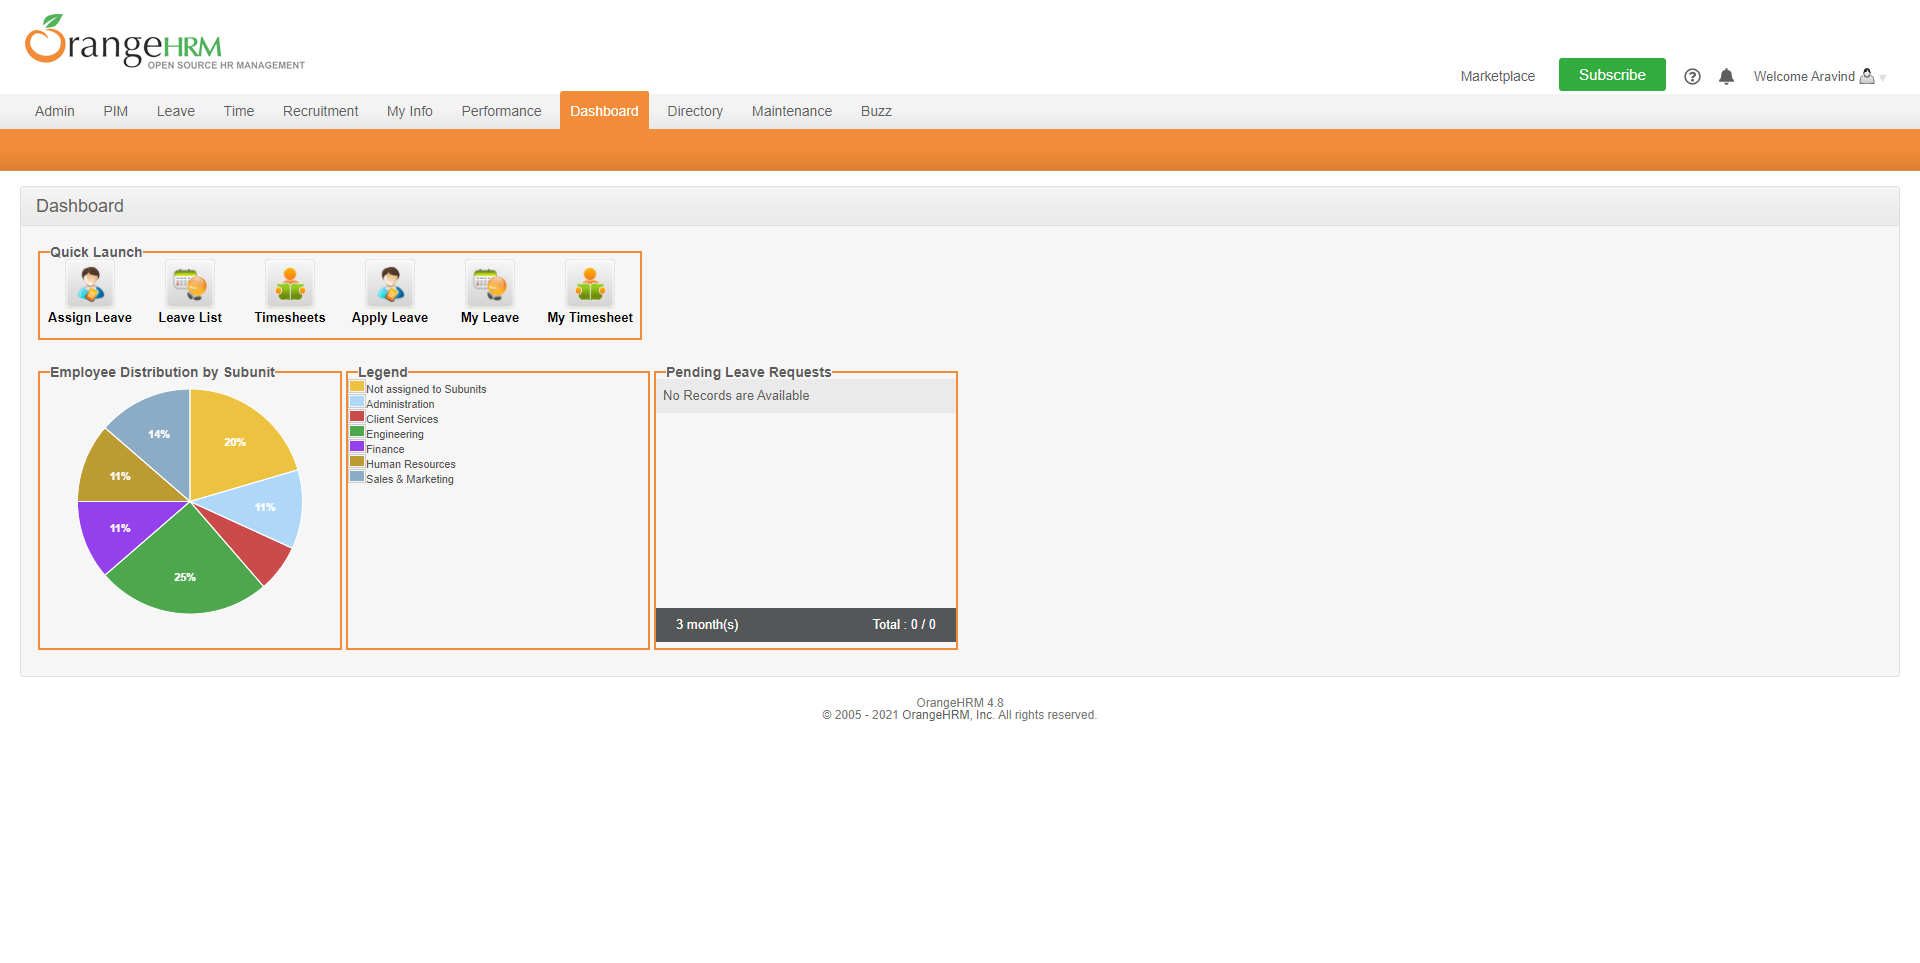 OrangeHRM
OPEN SOURCE HR MANAGEMENT
Marketplace Subscribe Welcome Aravind
Admin PIM Leave Time Recruitment My Info Performance Dashboard Directory Maintenance Buzz
Dashboard
Quick Launch
Assign Leave Leave List Timesheets Apply Leave My Leave My Timesheet
Employee Distribution by Subunit
14%
20%
11%
11%
11%
25%
Legend
Not assigned to Subunits
Administration
Client Services
Engineering
Finance
Human Resources
Sales & Marketing
Pending Leave Requests
No Records are Available
3 month(s) Total : 0 / 0
OrangeHRM 4.8
© 2005 - 2021 OrangeHRM, Inc. All rights reserved.